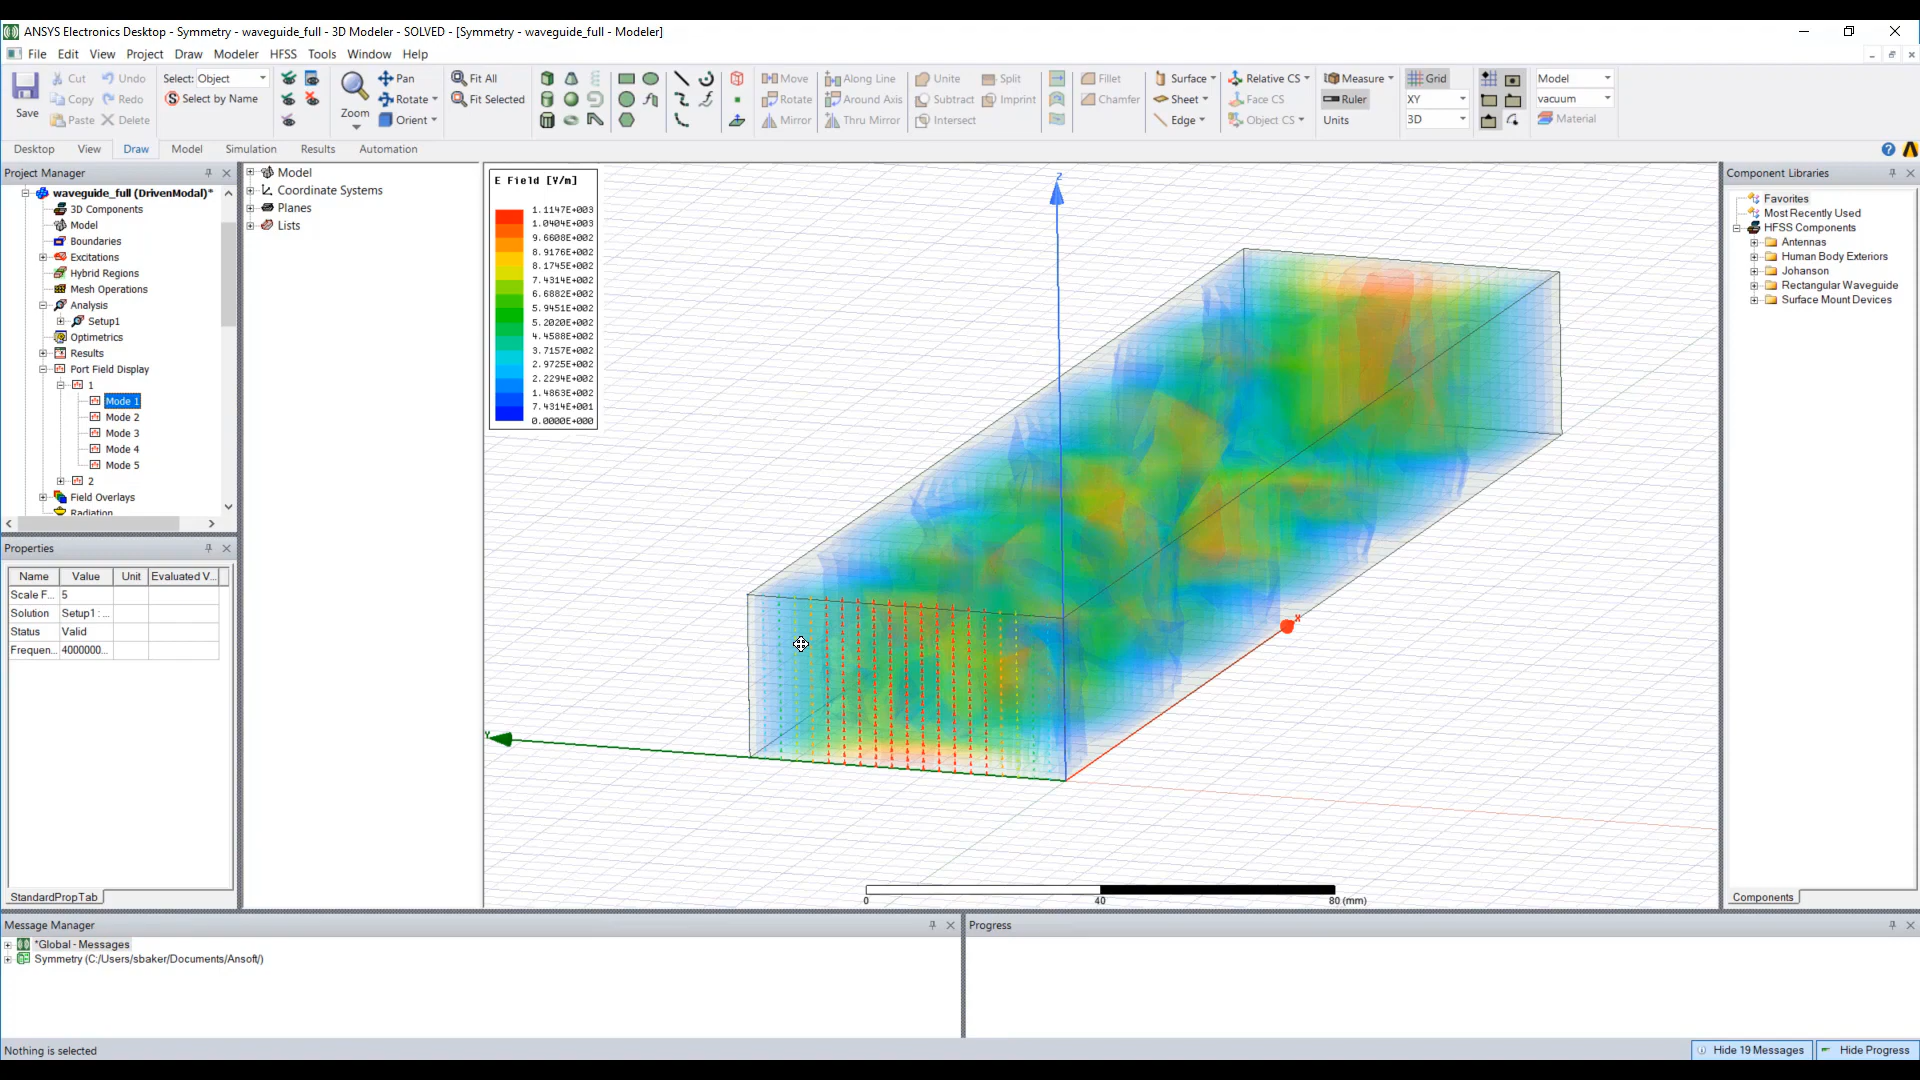 ANSYS Electronics Desktop - Symmetry - waveguide_full - 3D Modeler - SOLVED - [Symmetry - waveguide_full - Modeler]
File Edit View Project Draw Modeler HFSS Tools Window Help
Save
Cut Undo
Copy Redo
Paste Delete
Select: Object
Select by Name
Zoom
Pan
Rotate
Orient
Fit All
Fit Selected
Move Along Line
Rotate Around Axis
Mirror Thru Mirror
Unite Split
Subtract Imprint
Intersect
Fillet
Chamfer
Surface
Sheet
Edge
Relative CS
Face CS
Object CS
Measure
Ruler
Units
Grid
XY
3D
Model
vacuum
Material
Desktop View Draw Model Simulation Results Automation
Project Manager
waveguide_full (DrivenModal)*
3D Components
Model
Boundaries
Excitations
Hybrid Regions
Mesh Operations
Analysis
Setup1
Optimetrics
Results
Port Field Display
1
Mode 1
Mode 2
Mode 3
Mode 4
Mode 5
2
Field Overlays
Radiation
Properties
Name Value Unit Evaluated V...
Scale F... 5
Solution Setup1 : ...
Status Valid
Frequen... 4000000...
StandardPropTab
Model
Coordinate Systems
Planes
Lists
E Field [V/m]
1.1147E+003
1.0404E+003
9.6608E+002
8.9176E+002
8.1745E+002
7.4314E+002
6.6882E+002
5.9451E+002
5.2020E+002
4.4588E+002
3.7157E+002
2.9725E+002
2.2294E+002
1.4863E+002
7.4314E+001
0.0000E+000
Z
X
Y
0 40 80 (mm)
Component Libraries
Favorites
Most Recently Used
HFSS Components
Antennas
Human Body Exteriors
Johanson
Rectangular Waveguide
Surface Mount Devices
Components
Message Manager
*Global - Messages
Symmetry (C:/Users/sbaker/Documents/Ansoft/)
Progress
Nothing is selected
Hide 19 Messages Hide Progress